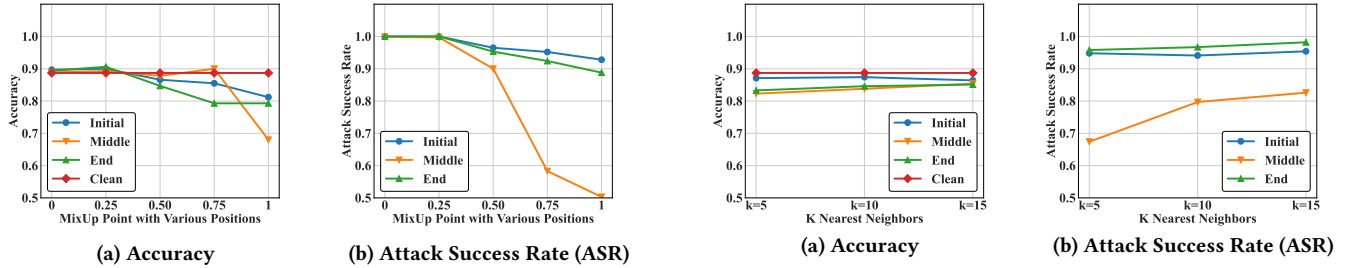 Accuracy
1.0
0.9
0.8
0.7
0.6
0.5
Initial
Middle
End
Clean
0 0.25 0.50 0.75 1
MixUp Point with Various Positions
(a) Accuracy
Attack Success Rate
1.0
0.9
0.8
0.7
0.6
0.5
Initial
Middle
End
0 0.25 0.50 0.75 1
MixUp Point with Various Positions
(b) Attack Success Rate (ASR)
Accuracy
1.0
0.9
0.8
0.7
0.6
0.5
Initial
Middle
End
Clean
k=5 k=10 k=15
K Nearest Neighbors
(a) Accuracy
Attack Success Rate
1.0
0.9
0.8
0.7
0.6
0.5
Initial
Middle
End
k=5 k=10 k=15
K Nearest Neighbors
(b) Attack Success Rate (ASR)